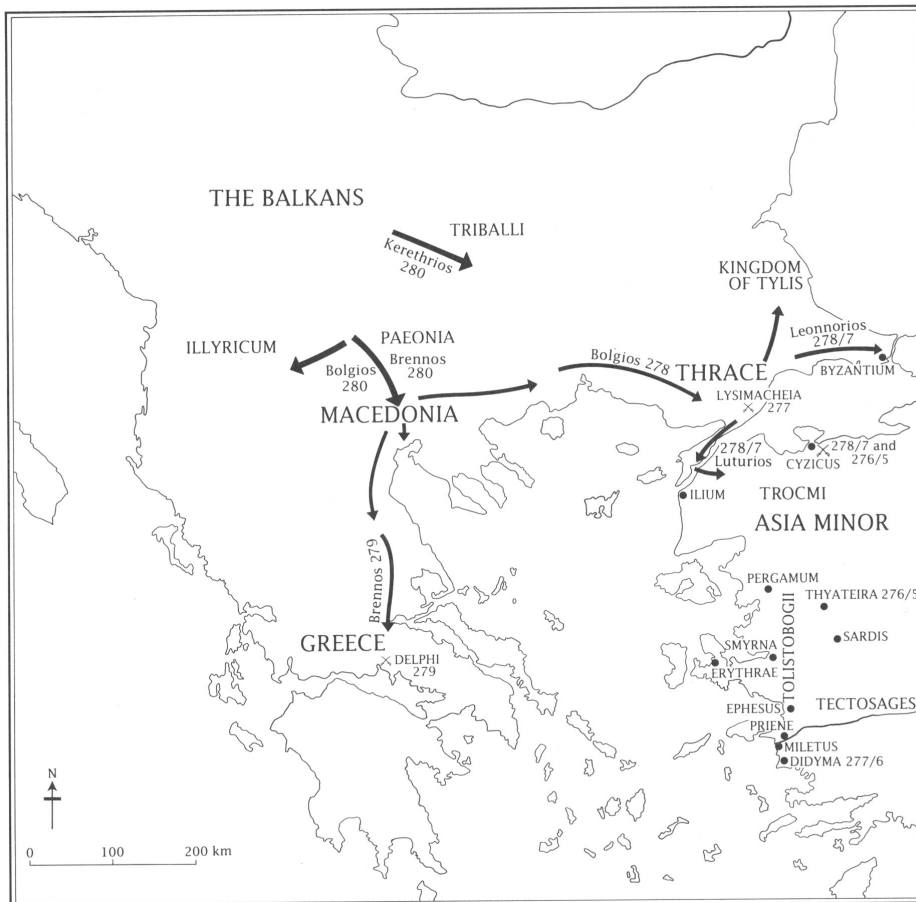 THE BALKANS
TRIBALLI
Kerethrios
280
KINGDOM
OF TYLIS
ILLYRICUM
PAEONIA
Bolgios
280
Brennos
280
Bolgios 278
Leonnorios
278/7
THRACE
BYZANTIUM
LYSIMACHEIA
277
MACEDONIA
278/7
Luturios
278/7 and
276/5
CYZICUS
ILIUM
TROCMI
ASIA MINOR
Brennos 279
PERGAMUM
THYATEIRA 276/5
TOLISTOBOGII
GREECE
DELPHI
279
SMYRNA
SARDIS
ERYTHRAE
EPHESUS
TECTOSAGES
PRIENE
MILETUS
DIDYMA 277/6
N
0 100 200 km